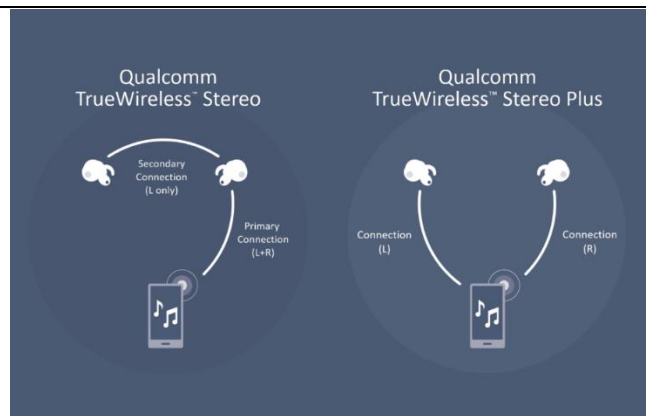 Qualcomm
TrueWireless™ Stereo
Secondary
Connection
(L only)
Primary
Connection
(L+R)
Qualcomm
TrueWireless™ Stereo Plus
Connection
(L)
Connection
(R)